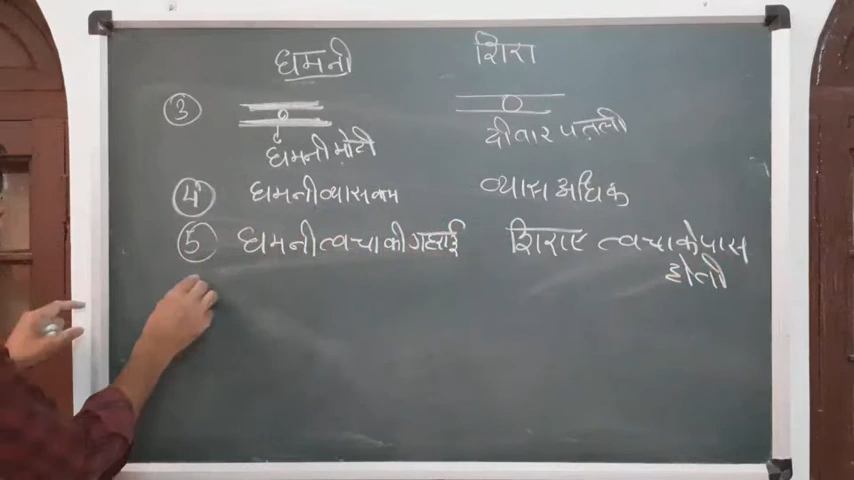 धमनी शिरा
③
धमनी मोटी दीवार पतली
④ धमनी व्यास कम व्यास अधिक
⑤ धमनी त्वचा की गहराई शिराए त्वचा के पास
होती